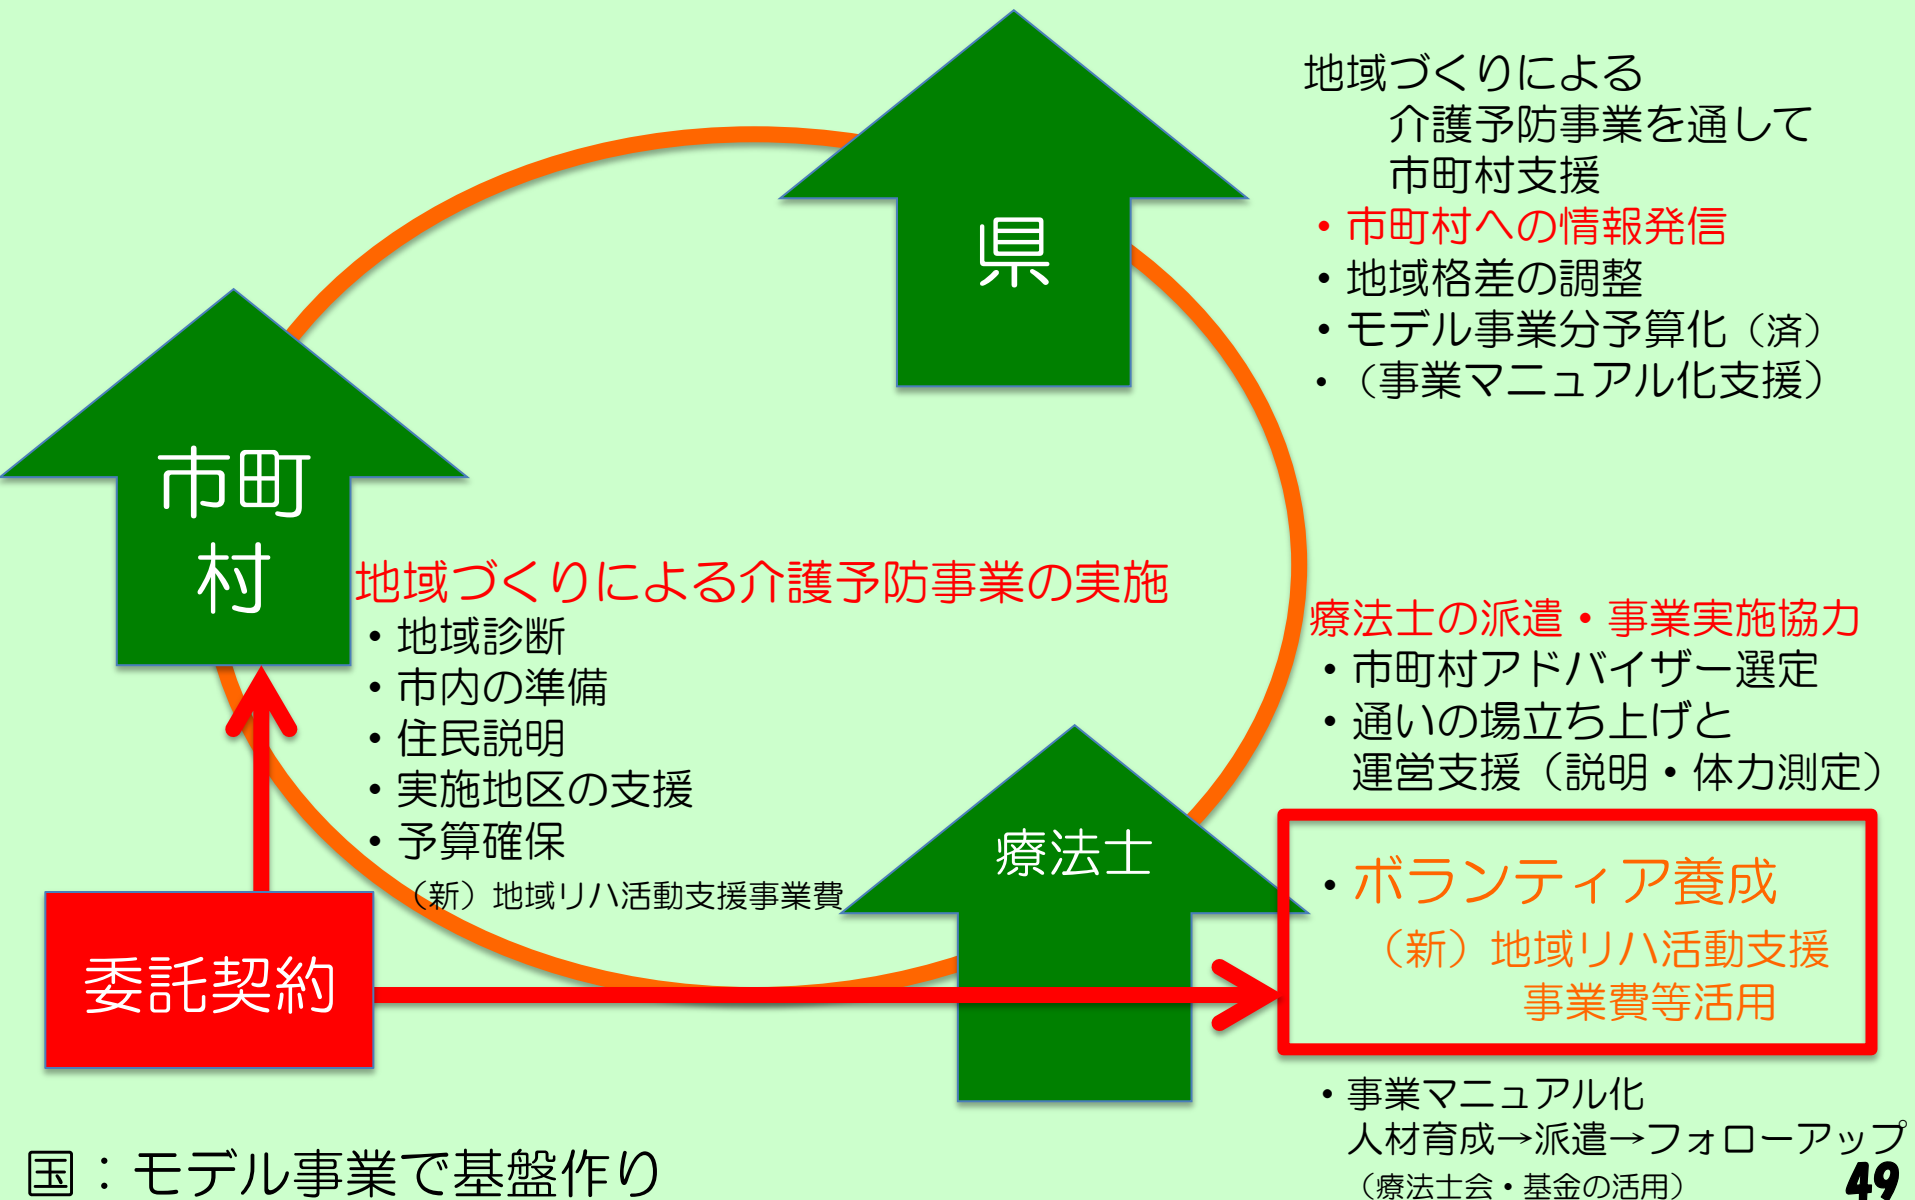 県
地域づくりによる
介護予防事業を通して
市町村支援
・市町村への情報発信
・地域格差の調整
・モデル事業分予算化（済）
・（事業マニュアル化支援）
市町
村
地域づくりによる介護予防事業の実施
・地域診断
・市内の準備
・住民説明
・実施地区の支援
・予算確保
（新）地域リハ活動支援事業費
療法士
療法士の派遣・事業実施協力
・市町村アドバイザー選定
・通いの場立ち上げと
運営支援（説明・体力測定）
・ボランティア養成
（新）地域リハ活動支援
事業費等活用
・事業マニュアル化
人材育成→派遣→フォローアップ
（療法士会・基金の活用）
委託契約
国：モデル事業で基盤作り
49